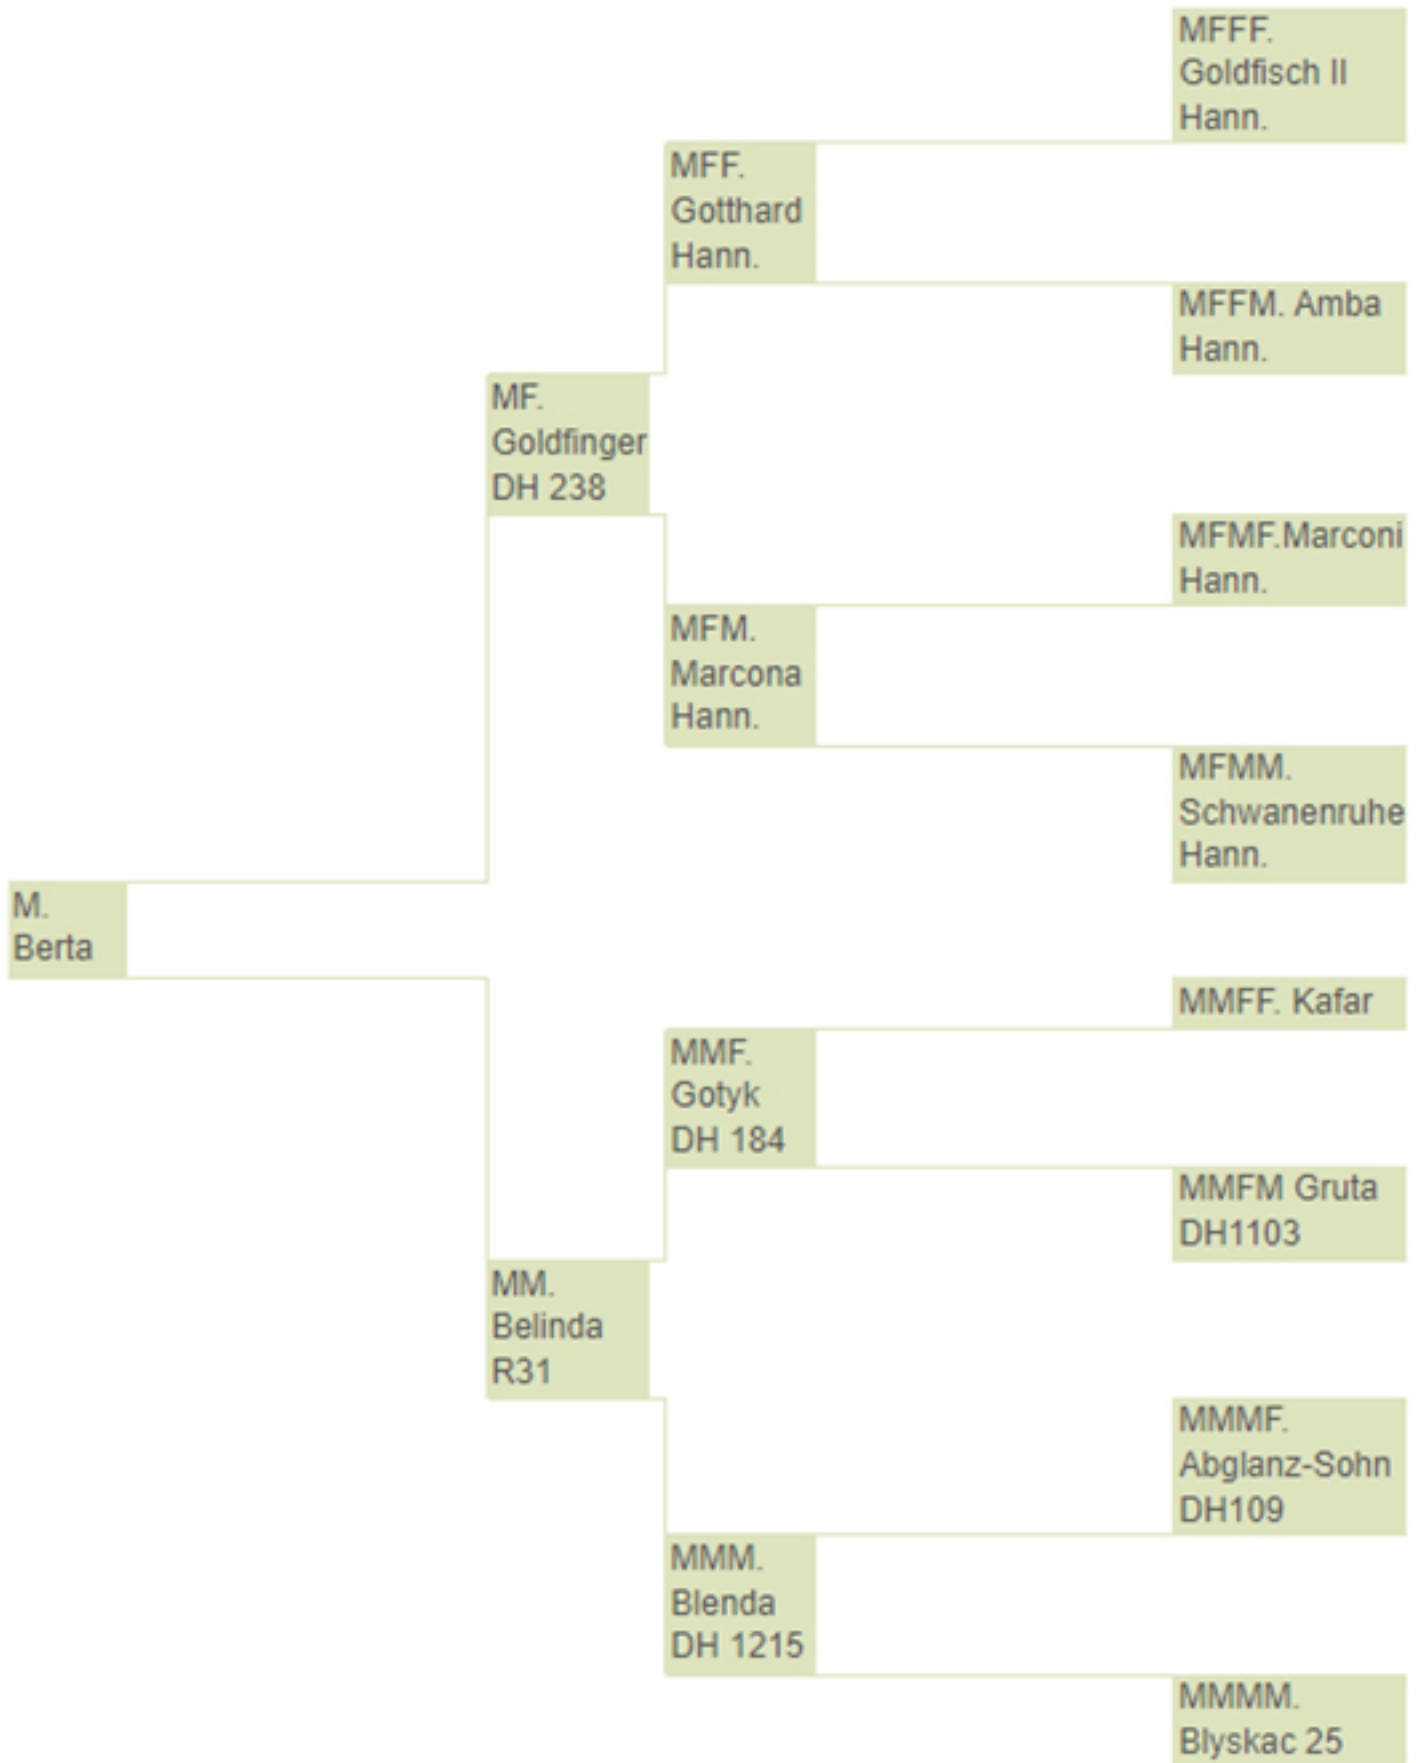 MFFF.
Goldfisch II
Hann.
MFF.
Gotthard
Hann.
MFFM. Amba
Hann.
MF.
Goldfinger
DH 238
MFMF.Marconi
Hann.
MFM.
Marcona
Hann.
MFMM.
Schwanenruhe
Hann.
M.
Berta
MMFF. Kafar
MMF.
Gotyk
DH 184
MMFM Gruta
DH1103
MM.
Belinda
R31
MMMF.
Abglanz-Sohn
DH109
MMM.
Blenda
DH 1215
MMMM.
Blyskac 25